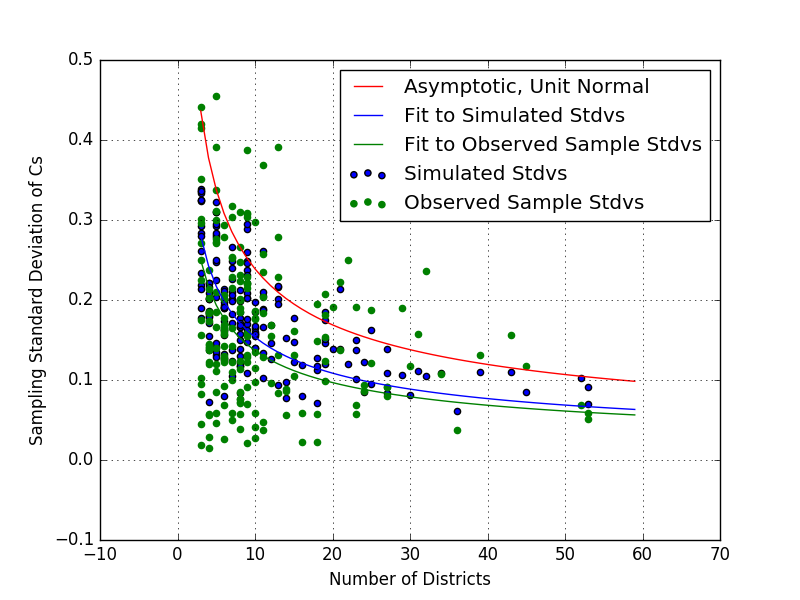 0.5
0.4
0.3
0.2
0.1
0.0
−0.1
Sampling Standard Deviation of Cs
Asymptotic, Unit Normal
Fit to Simulated Stdvs
Fit to Observed Sample Stdvs
Simulated Stdvs
Observed Sample Stdvs
−10 0 10 20 30 40 50 60 70
Number of Districts